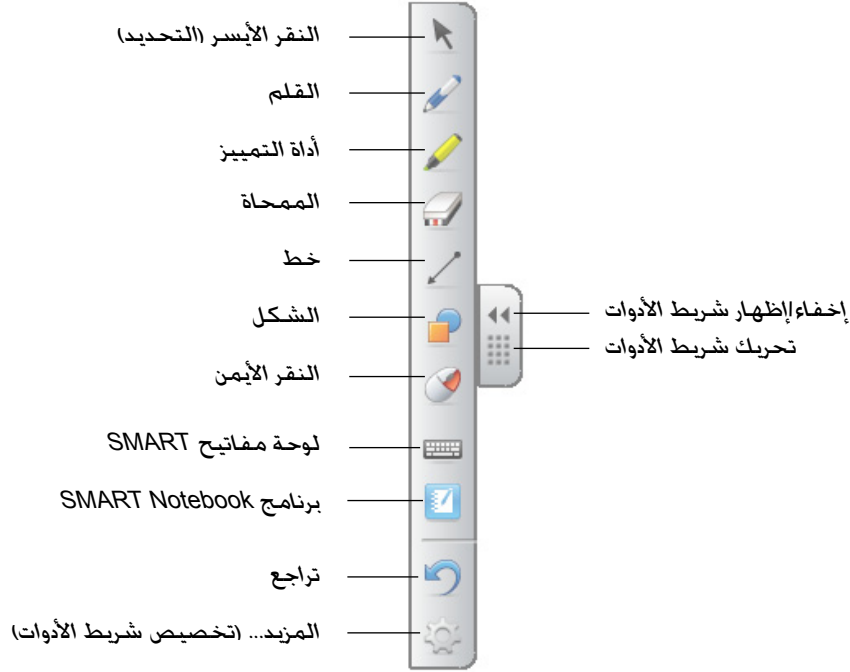 النقر الأيسر (التحديد)
القلم
أداة التمييز
الممحاة
خط
الشكل
النقر الأيمن
لوحة مفاتيح SMART
برنامج SMART Notebook
تراجع
المزيد... (تخصيص شريط الأدوات)
إخفاء/إظهار شريط الأدوات
تحريك شريط الأدوات